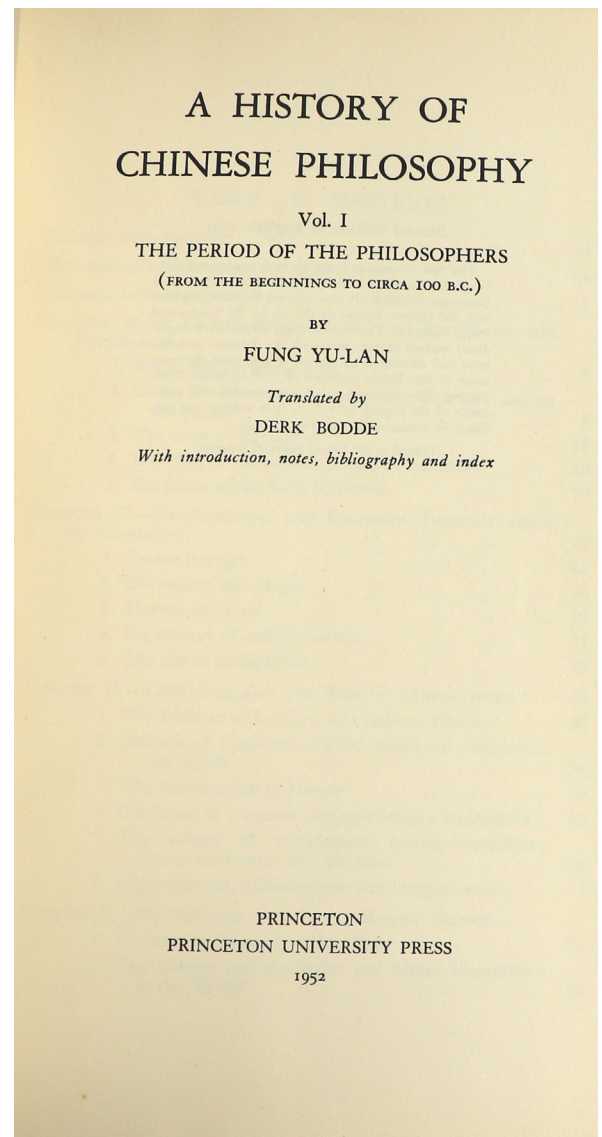 A HISTORY OF
CHINESE PHILOSOPHY
Vol. I
THE PERIOD OF THE PHILOSOPHERS
(FROM THE BEGINNINGS TO CIRCA 100 B.C.)
BY
FUNG YU-LAN
Translated by
DERK BODDE
With introduction, notes, bibliography and index
PRINCETON
PRINCETON UNIVERSITY PRESS
1952